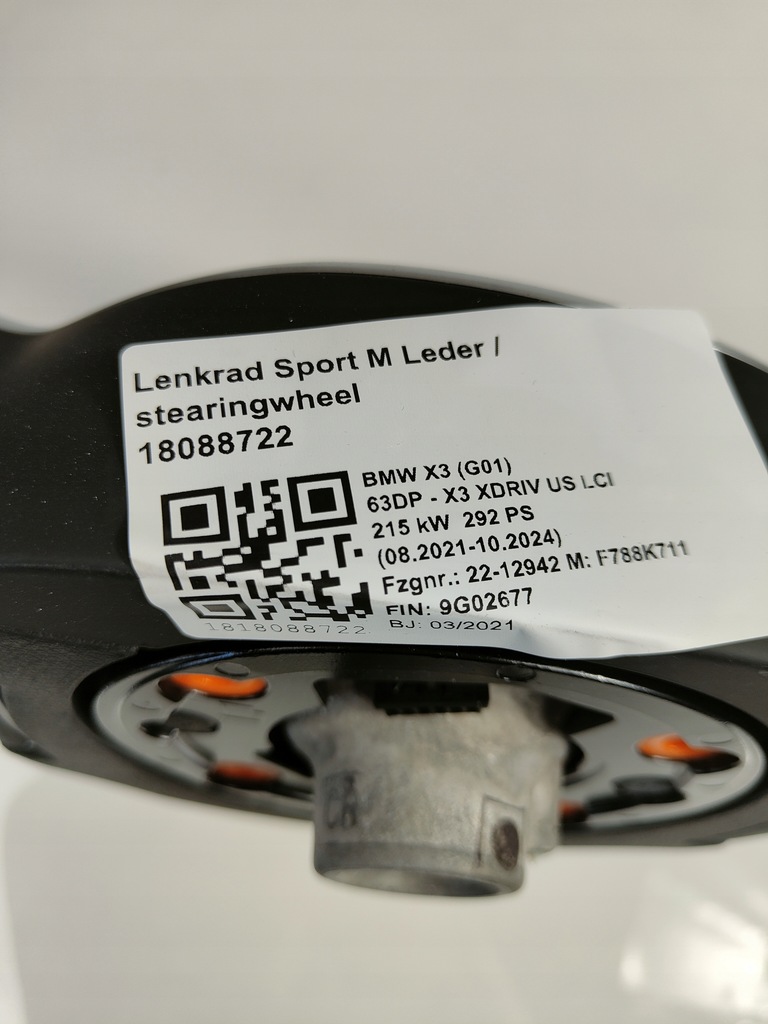 Lenkrad Sport M Leder /
stearingwheel
18088722
BMW X3 (G01)
63DP - X3 XDRIV US LCI
215 kW 292 PS
(08.2021-10.2024)
Fzgnr.: 22-12942 M: F788K711
FIN: 9G02677
BJ: 03/2021
1818088722